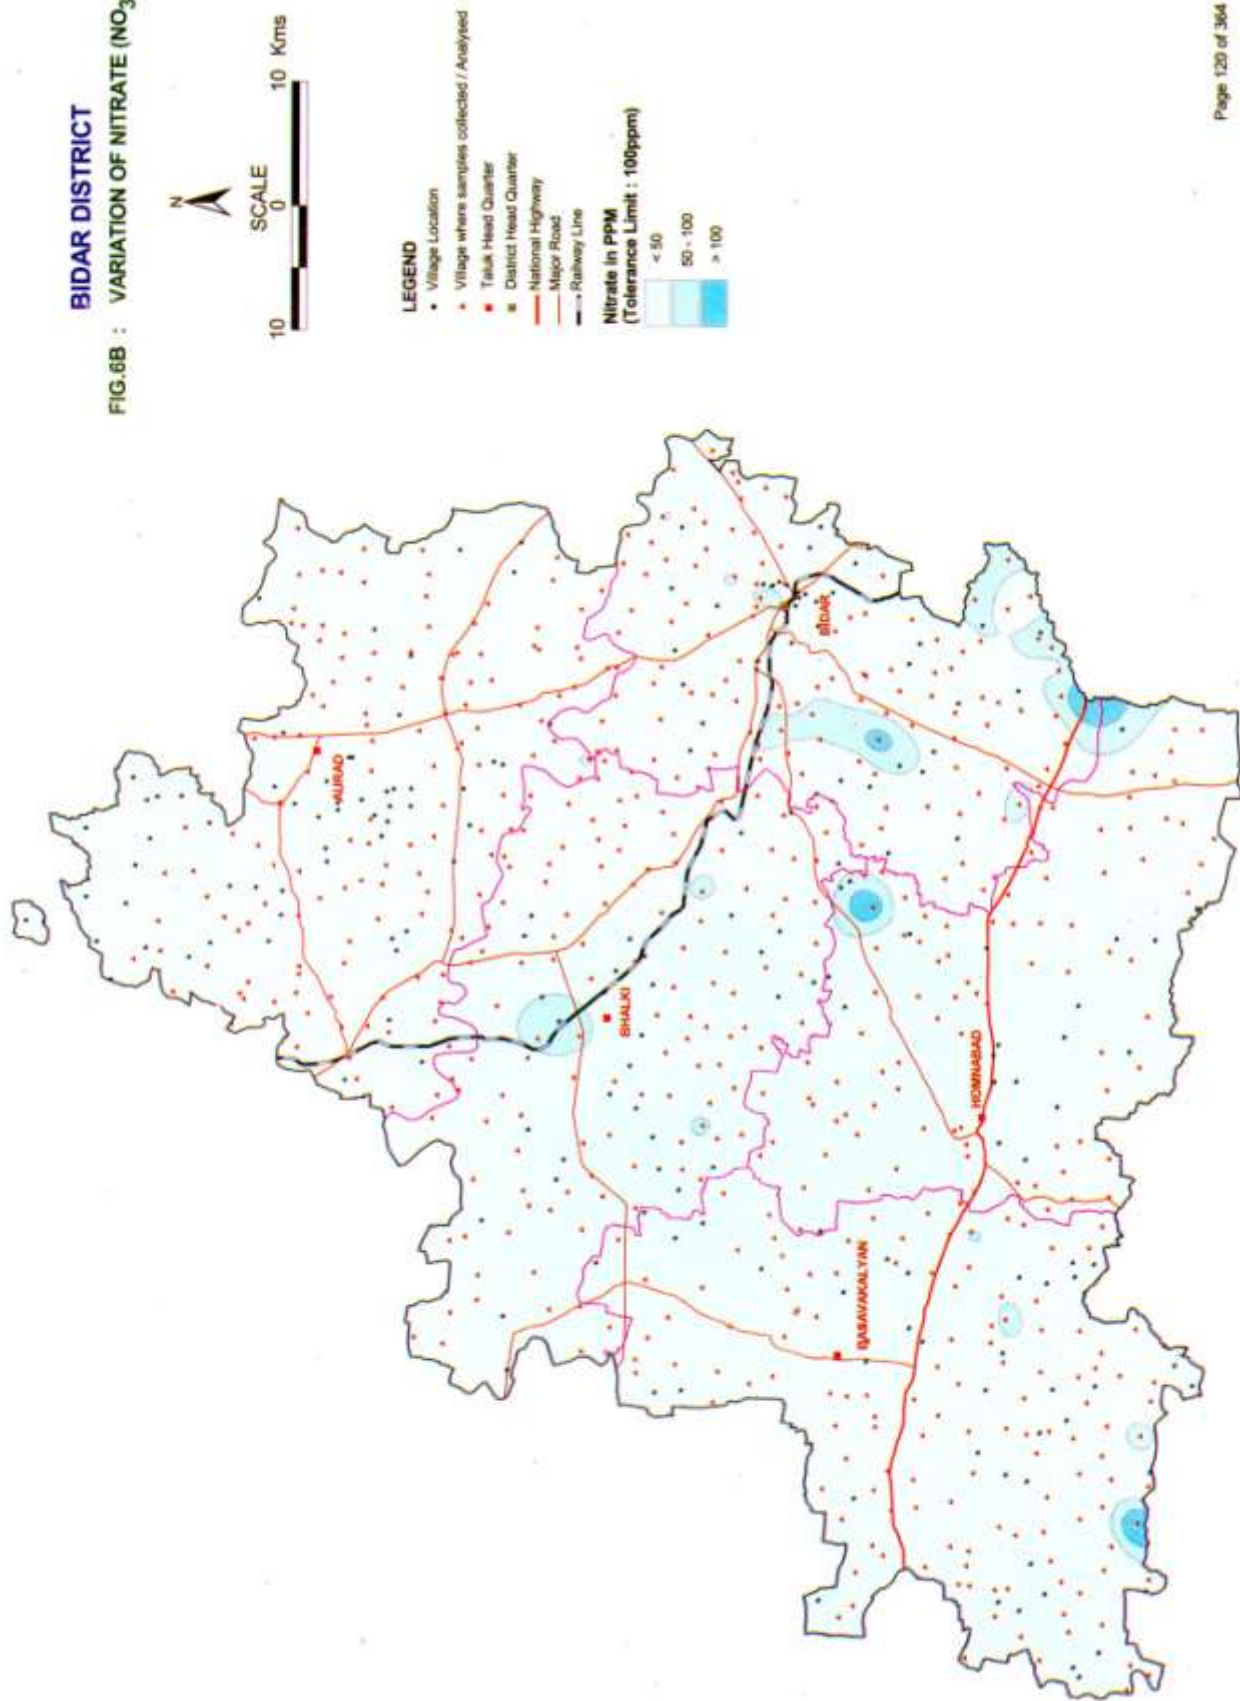 BIDAR DISTRICT
FIG.6B : VARIATION OF NITRATE (NO3
N
SCALE
10 0 10 Kms
LEGEND
Village Location
Village where samples collected / Analysed
Taluk Head Quarter
District Head Quarter
National Highway
Major Road
Railway Line
Nitrate in PPM
(Tolerance Limit : 100ppm)
< 50
50 - 100
> 100
AURAD
BHALKI
BIDAR
HOMNABAD
BASAVAKALYAN
Page 120 of 364